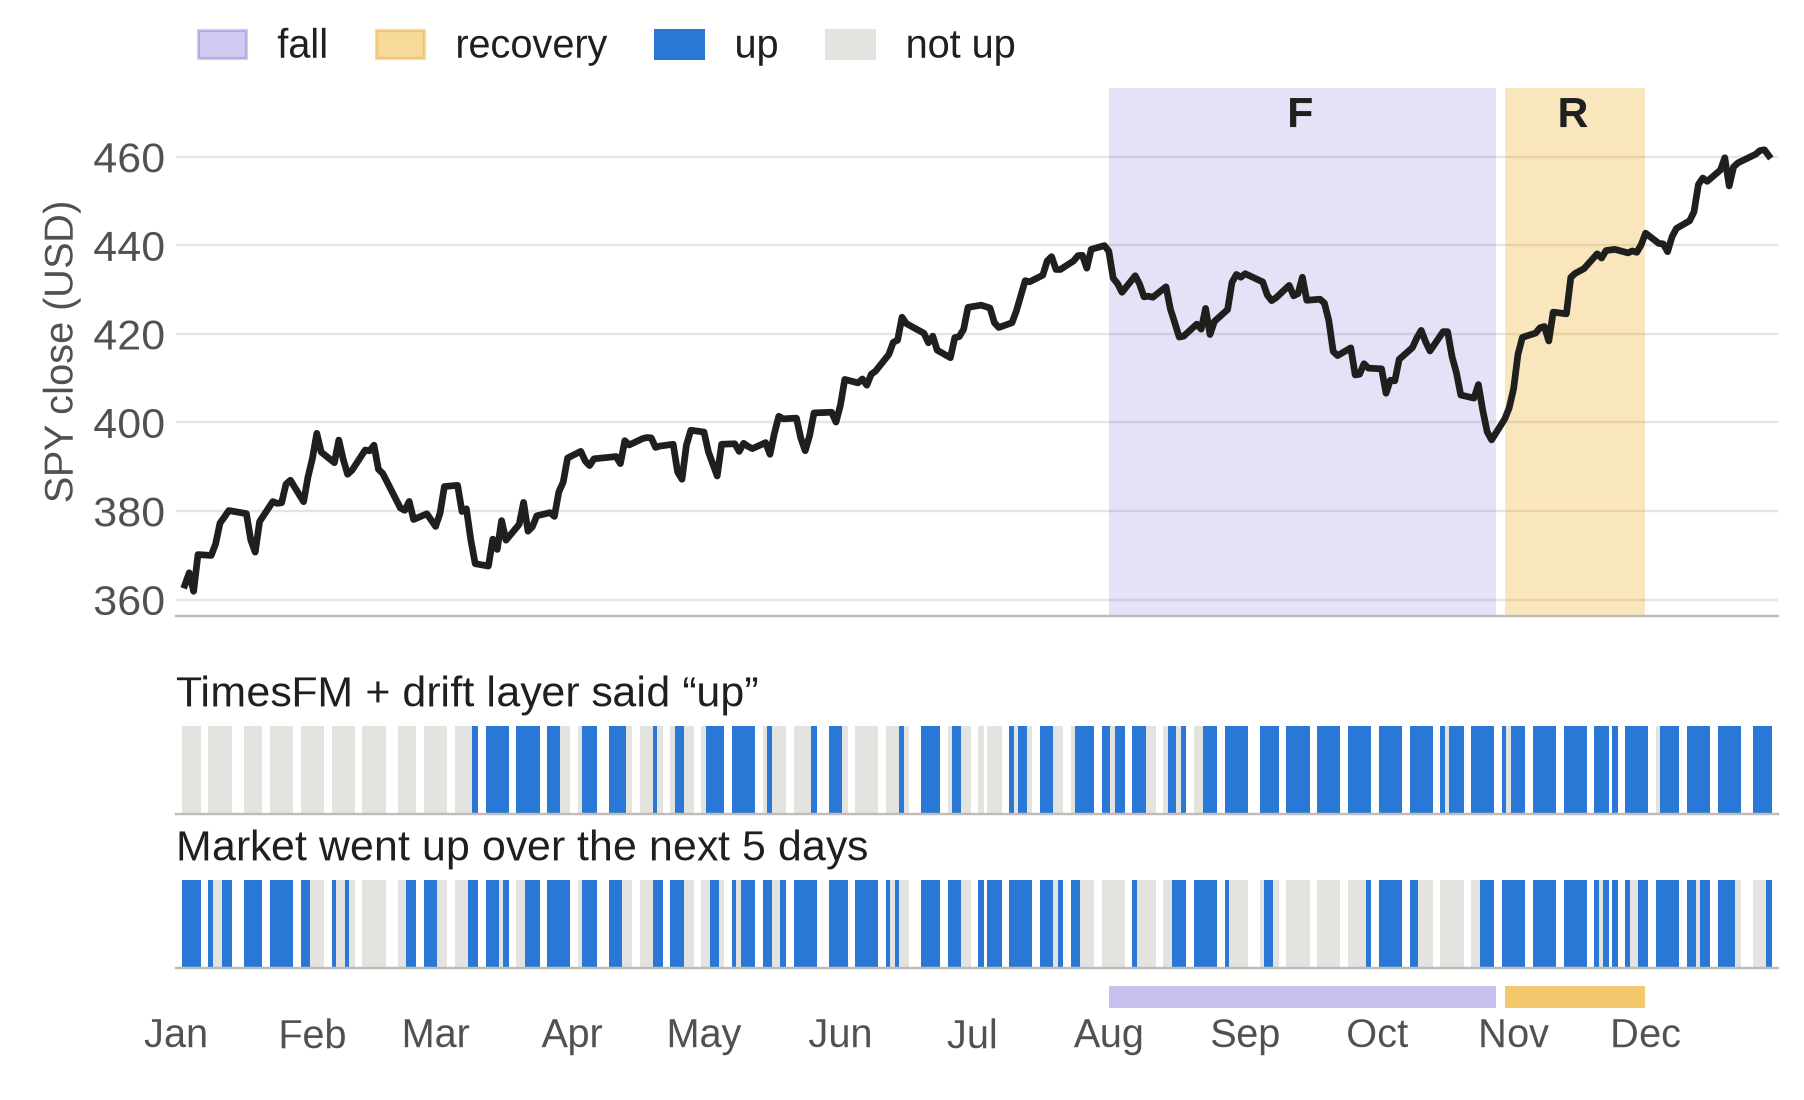 fall recovery up not up
F R
460
440
420
400
380
360
SPY close (USD)
TimesFM + drift layer said “up”
Market went up over the next 5 days
Jan Feb Mar Apr May Jun Jul Aug Sep Oct Nov Dec